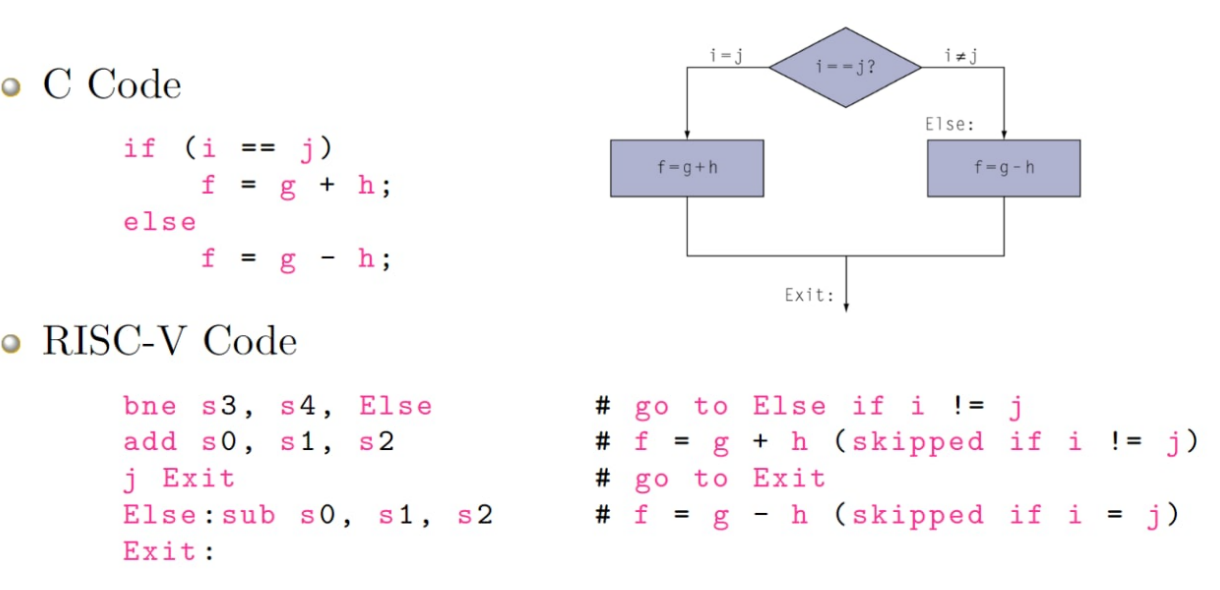 C Code
if (i == j)
f = g + h;
else
f = g - h;
i=j
i==j?
i≠j
Else:
f=g+h
f=g-h
Exit:
RISC-V Code
bne s3, s4, Else # go to Else if i != j
add s0, s1, s2 # f = g + h (skipped if i != j)
j Exit # go to Exit
Else:sub s0, s1, s2 # f = g - h (skipped if i = j)
Exit: